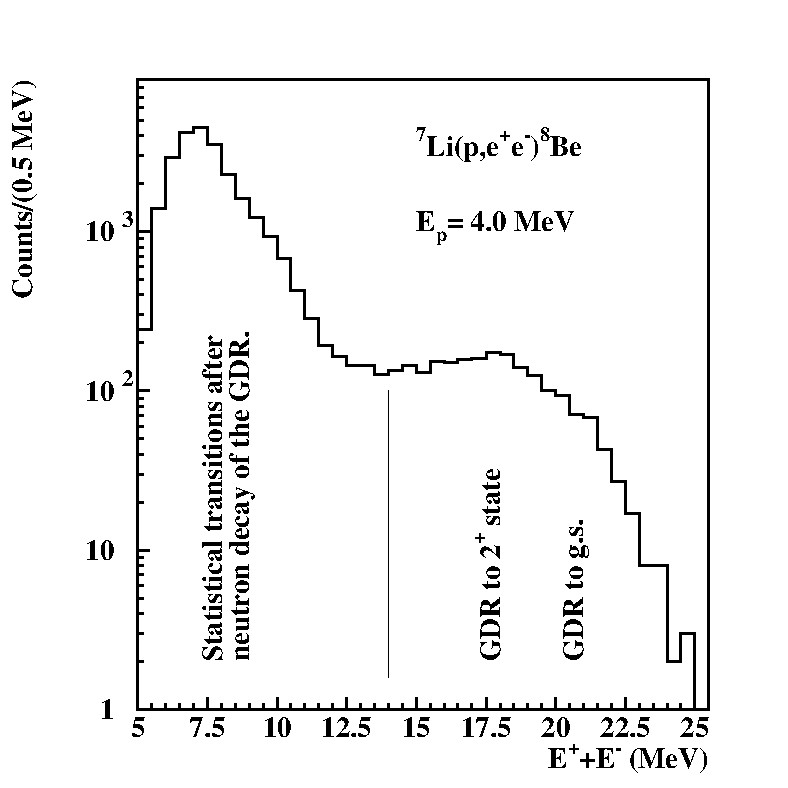 Counts/(0.5 MeV)
⁷Li(p,e⁺e⁻)⁸Be
Eₚ= 4.0 MeV
10³
10²
10
1
Statistical transitions after
neutron decay of the GDR.
GDR to 2⁺ state
GDR to g.s.
5 7.5 10 12.5 15 17.5 20 22.5 25
E⁺+E⁻ (MeV)